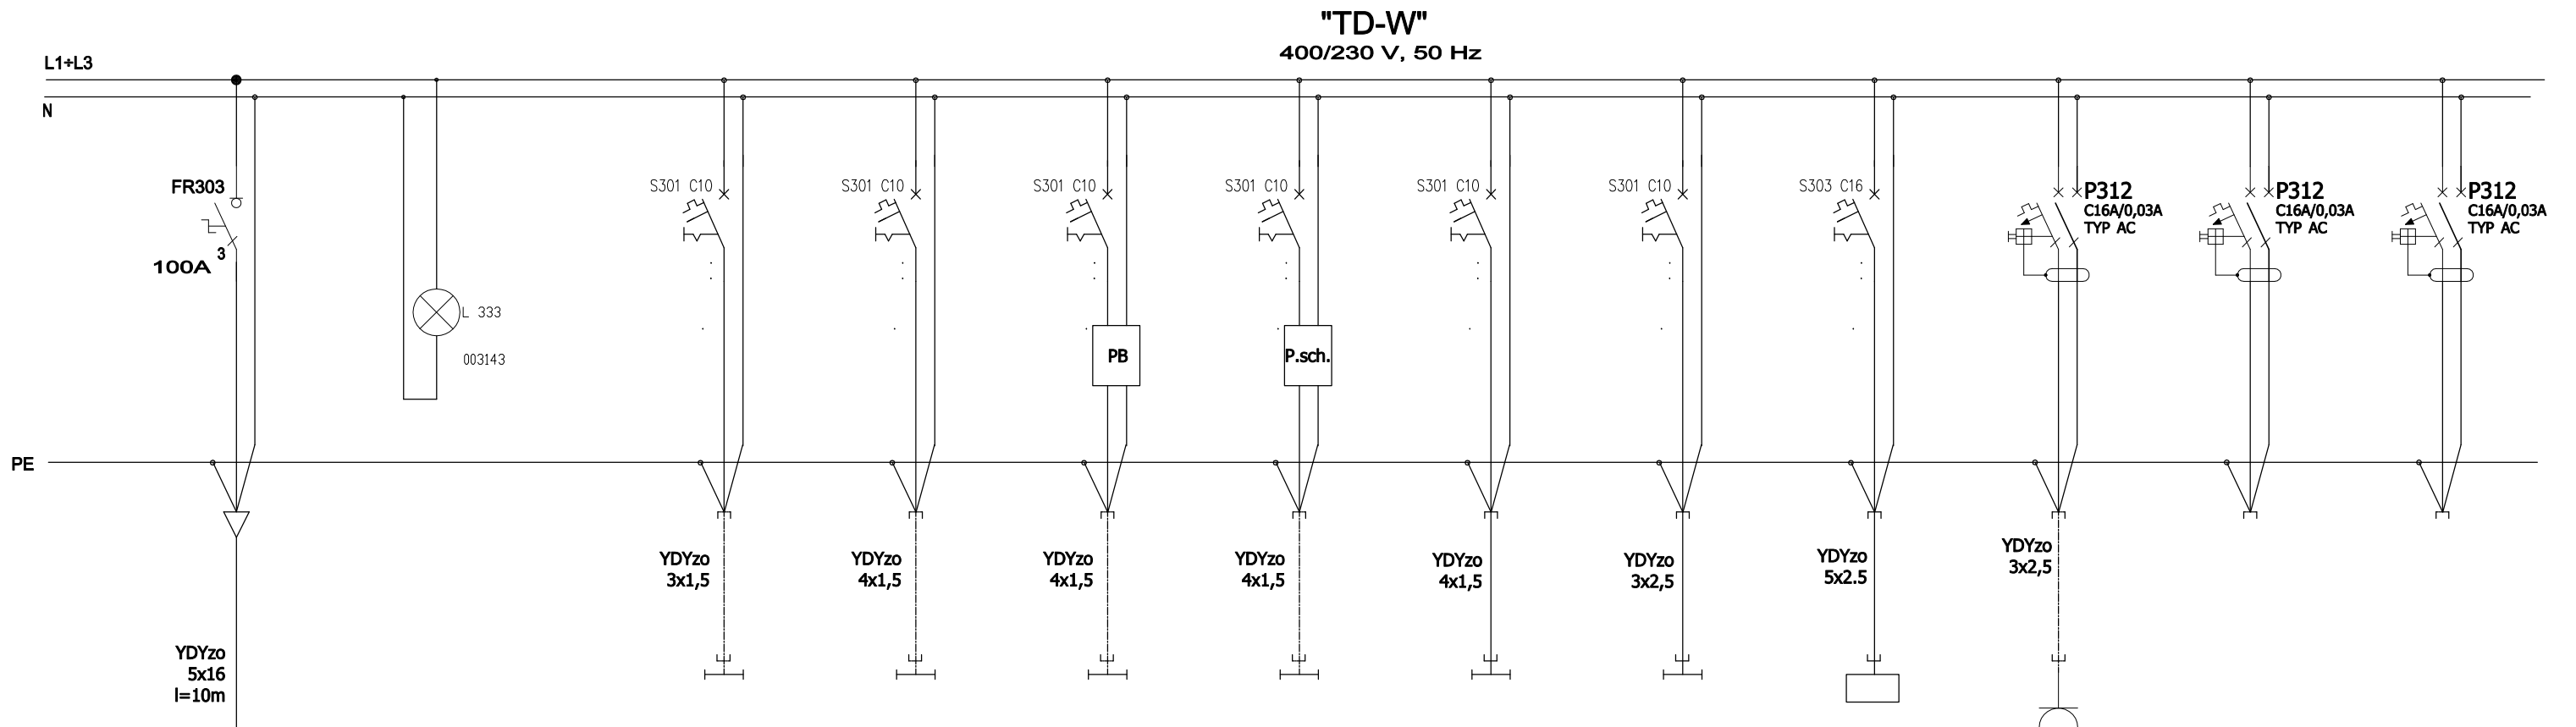 "TD-W"
400/230 V, 50 Hz
L1÷L3
N
FR303
3
100A
L 333
003143
S301 C10
S301 C10
S301 C10
S301 C10
S301 C10
S301 C10
S303 C16
P312
C16A/0,03A
TYP AC
P312
C16A/0,03A
TYP AC
P312
C16A/0,03A
TYP AC
PB
P.sch.
PE
YDYzo
5x16
l=10m
YDYzo
3x1,5
YDYzo
4x1,5
YDYzo
4x1,5
YDYzo
4x1,5
YDYzo
4x1,5
YDYzo
3x2,5
YDYzo
5x2.5
YDYzo
3x2,5